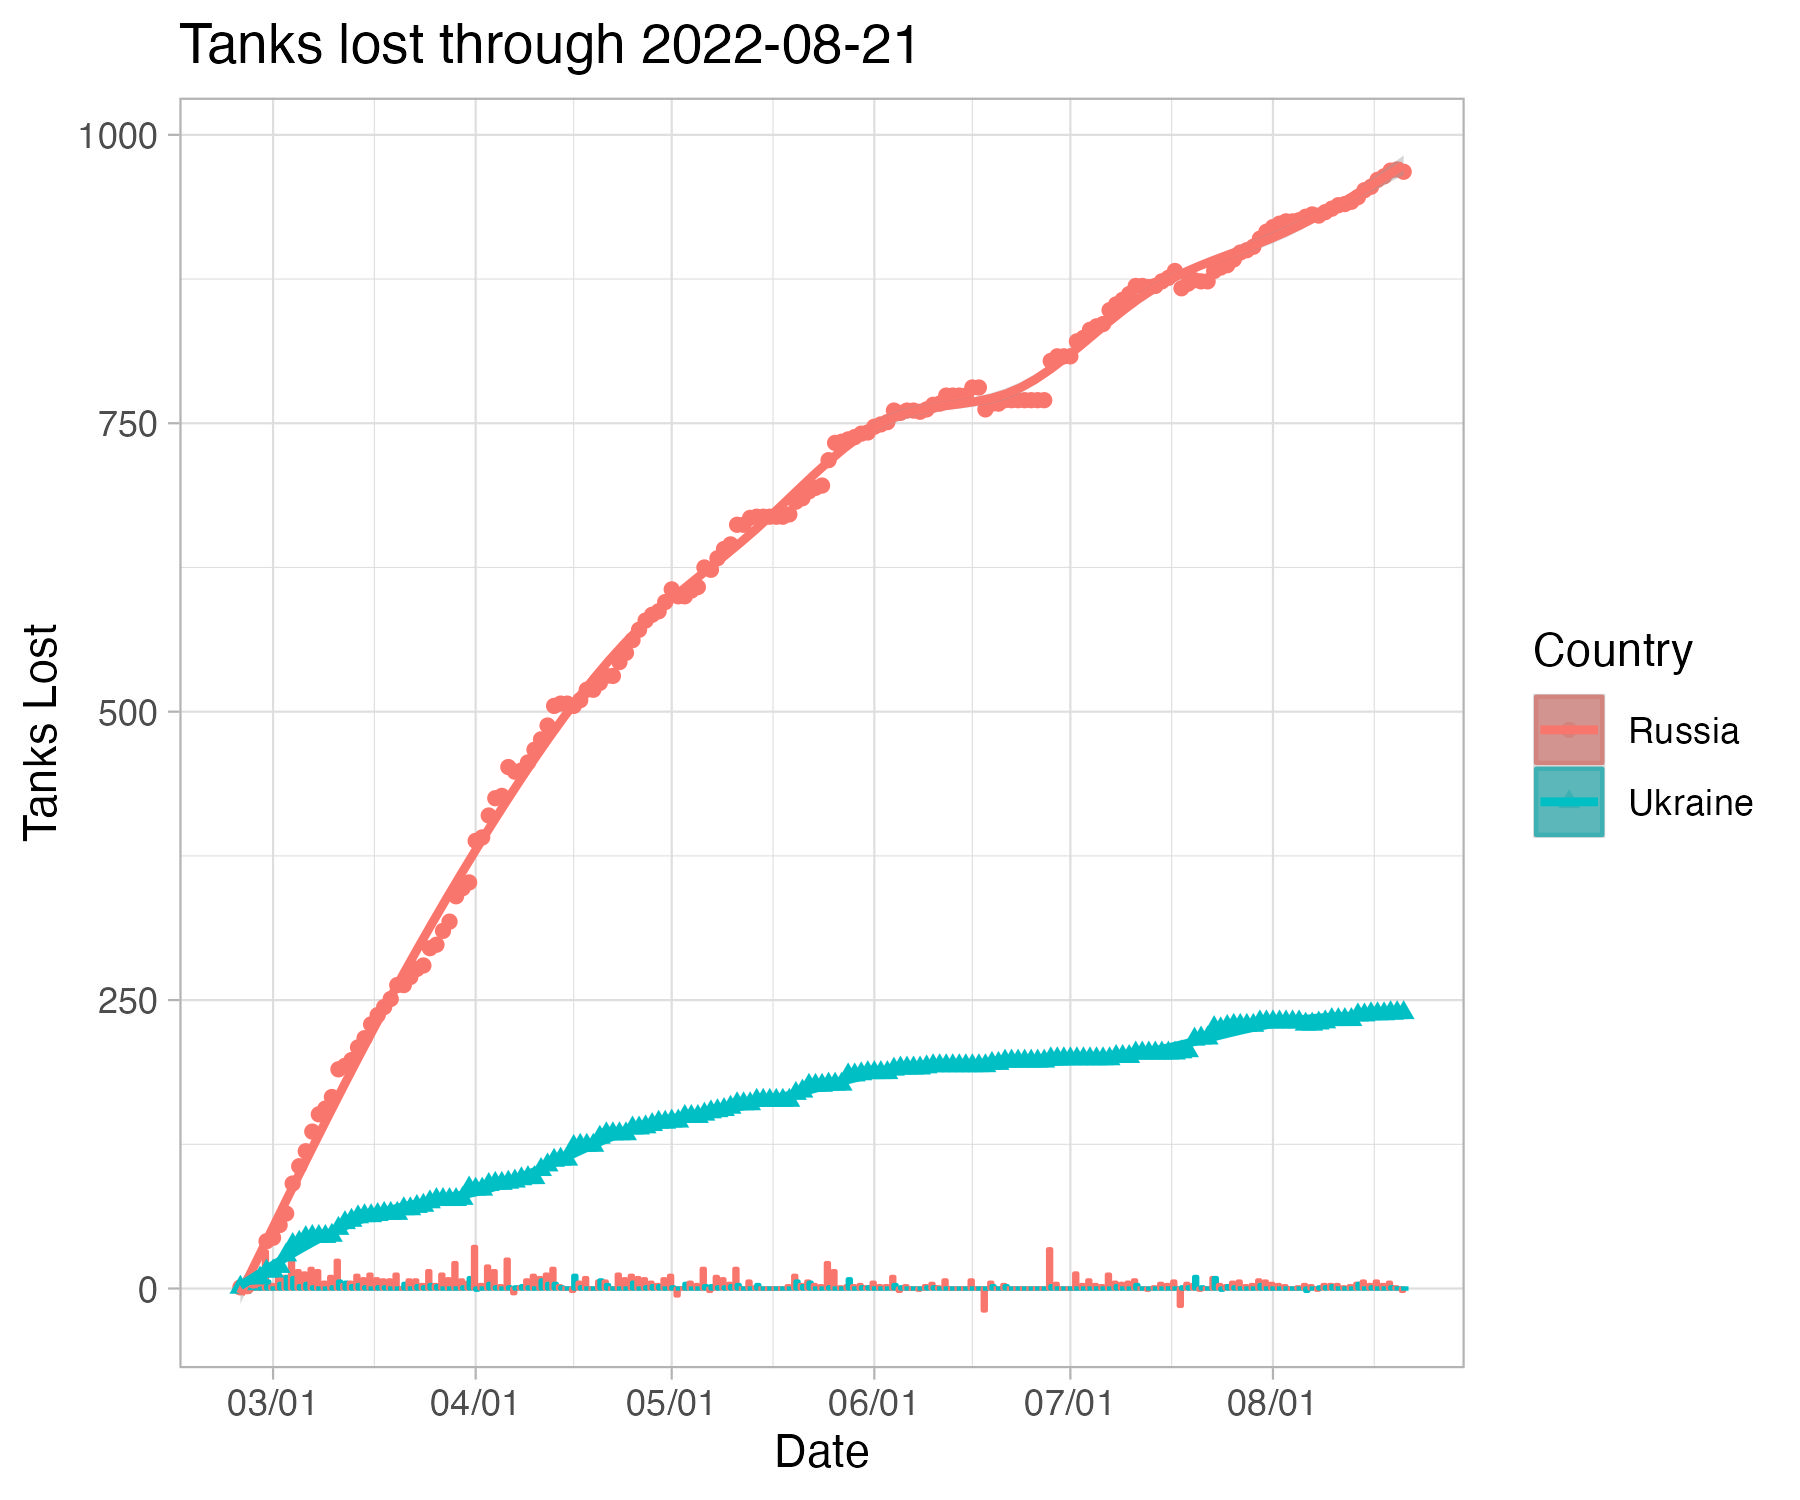 Tanks lost through 2022-08-21
Tanks Lost
1000
750
500
250
0
03/01 04/01 05/01 06/01 07/01 08/01
Date
Country
Russia
Ukraine